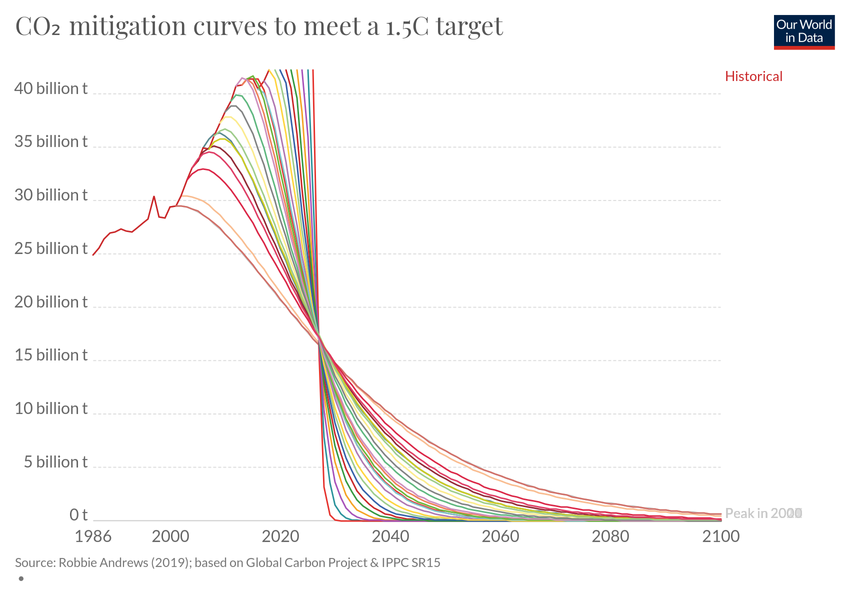 CO₂ mitigation curves to meet a 1.5C target
Our World
in Data
Historical
40 billion t
35 billion t
30 billion t
25 billion t
20 billion t
15 billion t
10 billion t
5 billion t
0 t
Peak in
1986 2000 2020 2040 2060 2080 2100
Source: Robbie Andrews (2019); based on Global Carbon Project & IPPC SR15